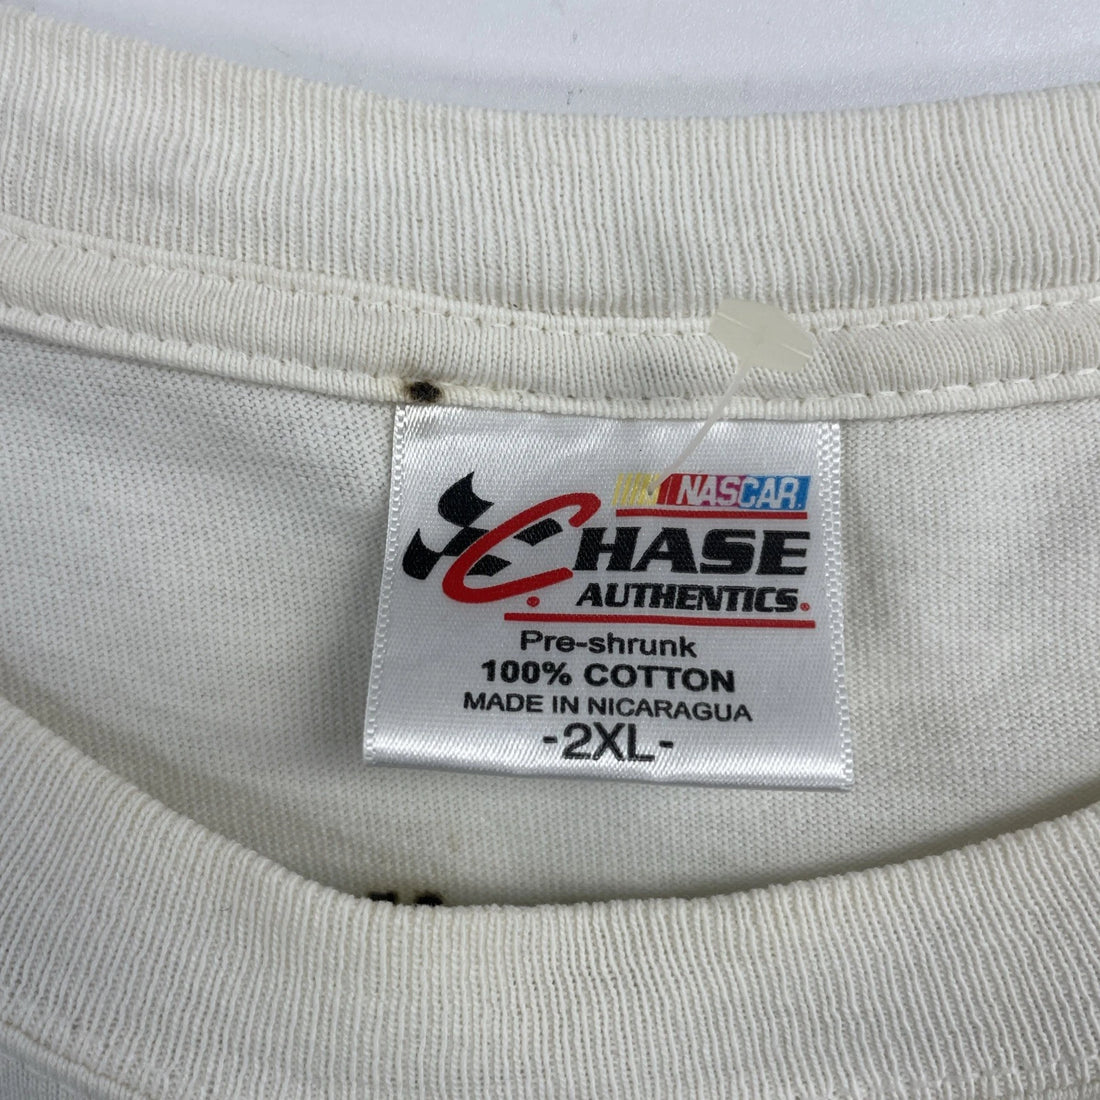 NASCAR.
CHASE
AUTHENTICS®
Pre-shrunk
100% COTTON
MADE IN NICARAGUA
-2XL-